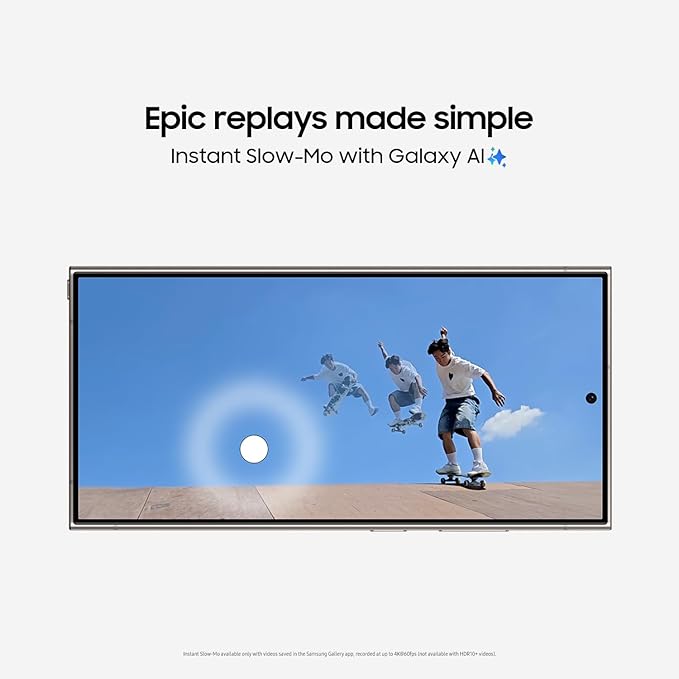 Epic replays made simple
Instant Slow-Mo with Galaxy AI
Instant Slow-Mo available only with videos saved in the Samsung Gallery app, recorded at up to 4K@60fps (not available with HDR10+ videos).